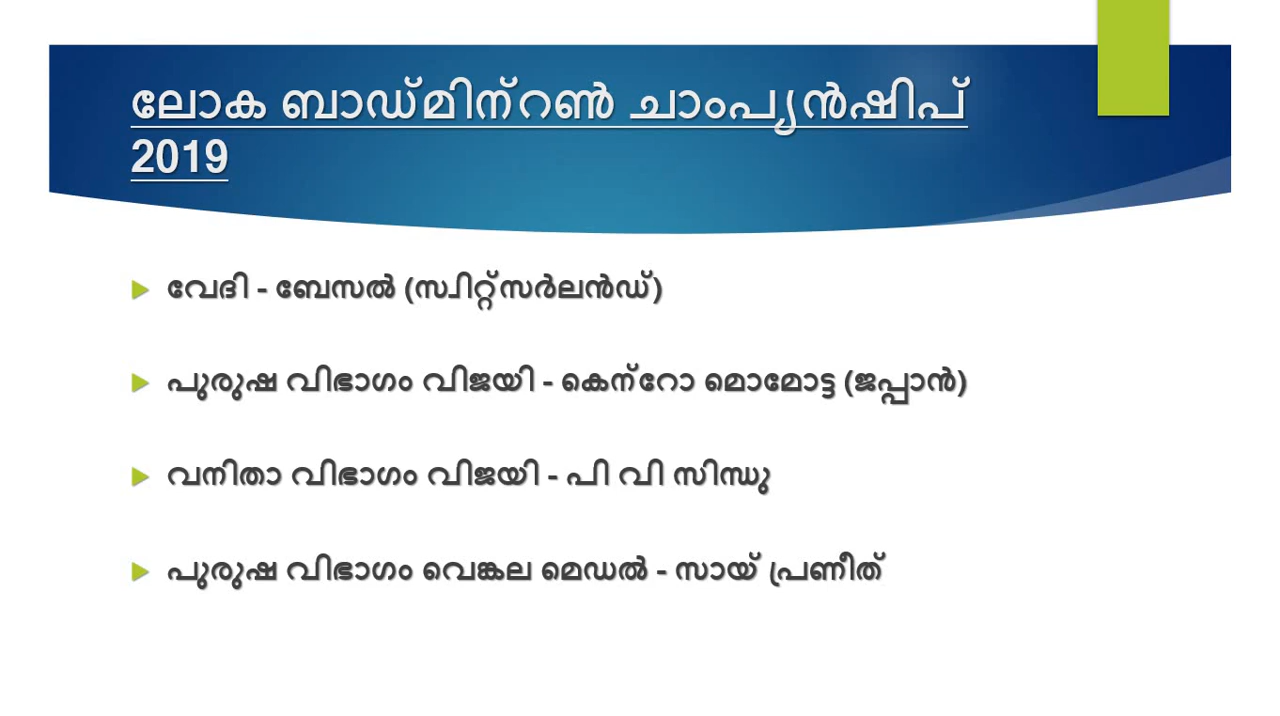 ലോക ബാഡ്മിന്റൺ ചാംപ്യൻഷിപ്
2019
വേദി - ബേസൽ (സ്വിറ്റ്സർലൻഡ്)
പുരുഷ വിഭാഗം വിജയി - കെന്റോ മൊമോട്ട (ജപ്പാൻ)
വനിതാ വിഭാഗം വിജയി - പി വി സിന്ധു
പുരുഷ വിഭാഗം വെങ്കല മെഡൽ - സായ് പ്രണീത്